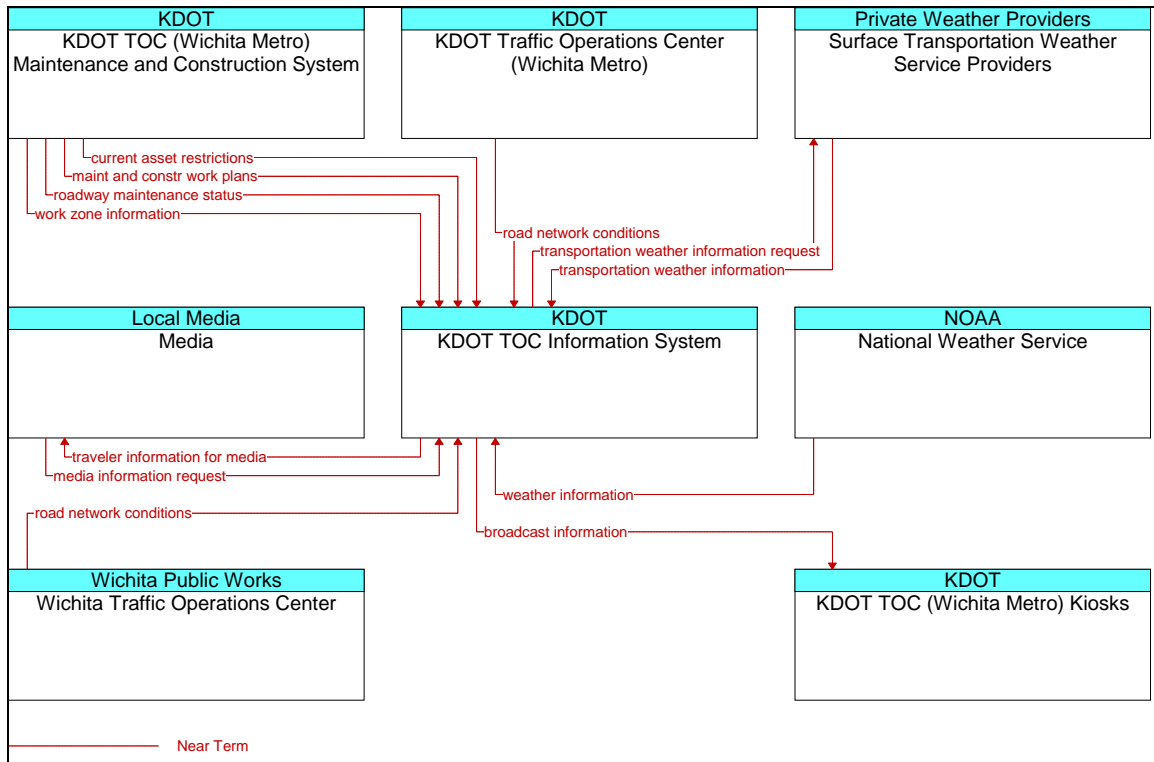 KDOT
KDOT TOC (Wichita Metro)
Maintenance and Construction System
KDOT
KDOT Traffic Operations Center
(Wichita Metro)
Private Weather Providers
Surface Transportation Weather
Service Providers
current asset restrictions
maint and constr work plans
roadway maintenance status
work zone information
road network conditions
transportation weather information request
transportation weather information
Local Media
Media
KDOT
KDOT TOC Information System
NOAA
National Weather Service
traveler information for media
media information request
road network conditions
weather information
broadcast information
Wichita Public Works
Wichita Traffic Operations Center
KDOT
KDOT TOC (Wichita Metro) Kiosks
Near Term